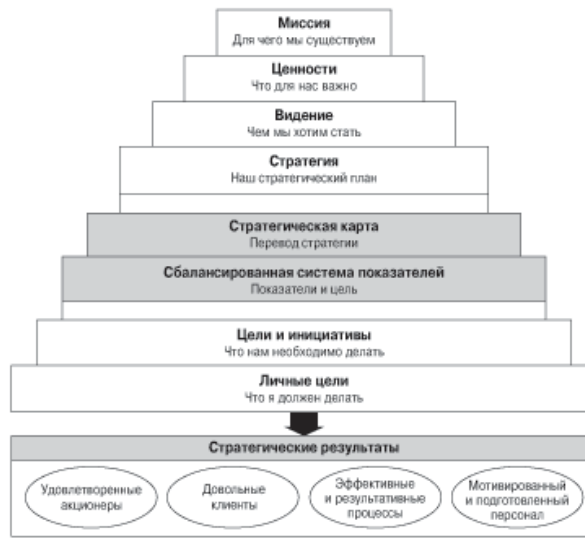 Миссия
Для чего мы существуем
Ценности
Что для нас важно
Видение
Чем мы хотим стать
Стратегия
Наш стратегический план
Стратегическая карта
Перевод стратегии
Сбалансированная система показателей
Показатели и цель
Цели и инициативы
Что нам необходимо делать
Личные цели
Что я должен делать
Стратегические результаты
Удовлетворенные
акционеры
Довольные
клиенты
Эффективные
и результативные
процессы
Мотивированный
и подготовленный
персонал